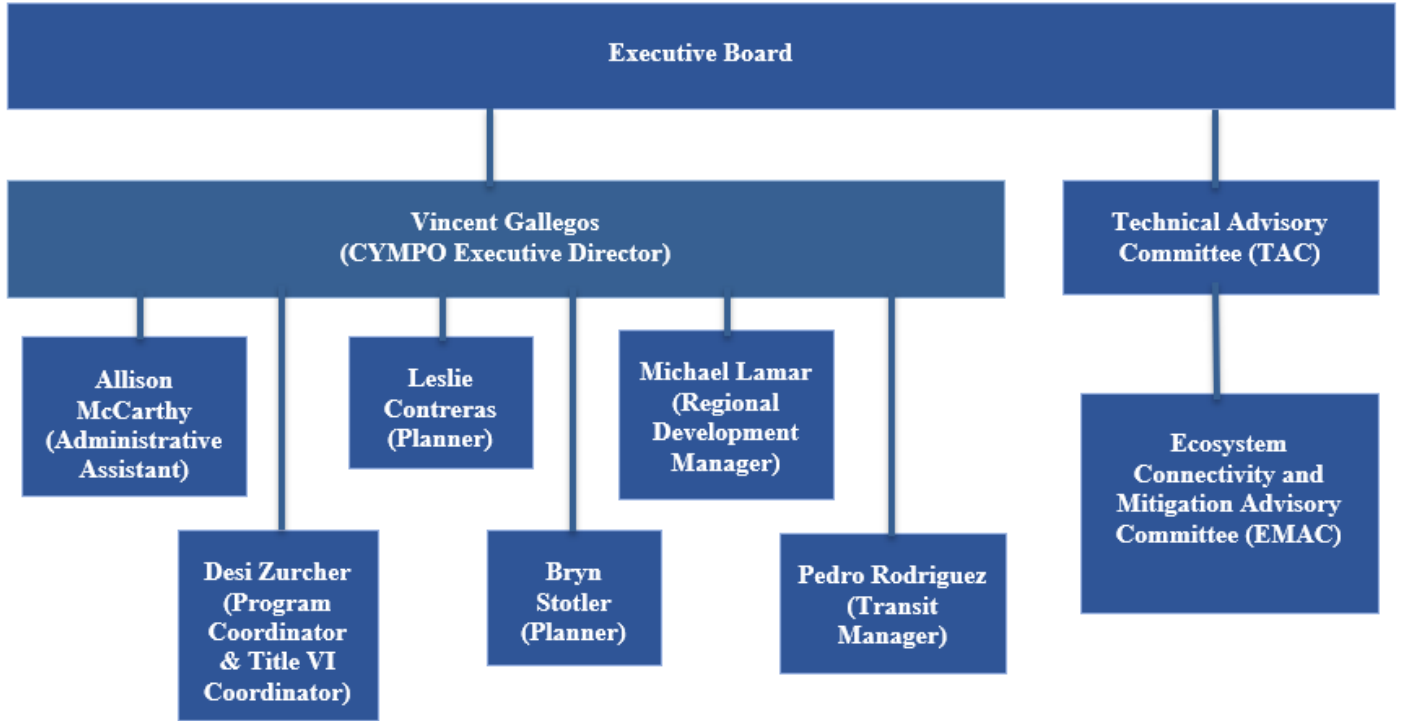 Executive Board
Vincent Gallegos
(CYMPO Executive Director)
Technical Advisory
Committee (TAC)
Allison
McCarthy
(Administrative
Assistant)
Leslie
Contreras
(Planner)
Michael Lamar
(Regional
Development
Manager)
Ecosystem
Connectivity and
Mitigation Advisory
Committee (EMAC)
Desi Zurcher
(Program
Coordinator
& Title VI
Coordinator)
Bryn
Stotler
(Planner)
Pedro Rodriguez
(Transit
Manager)